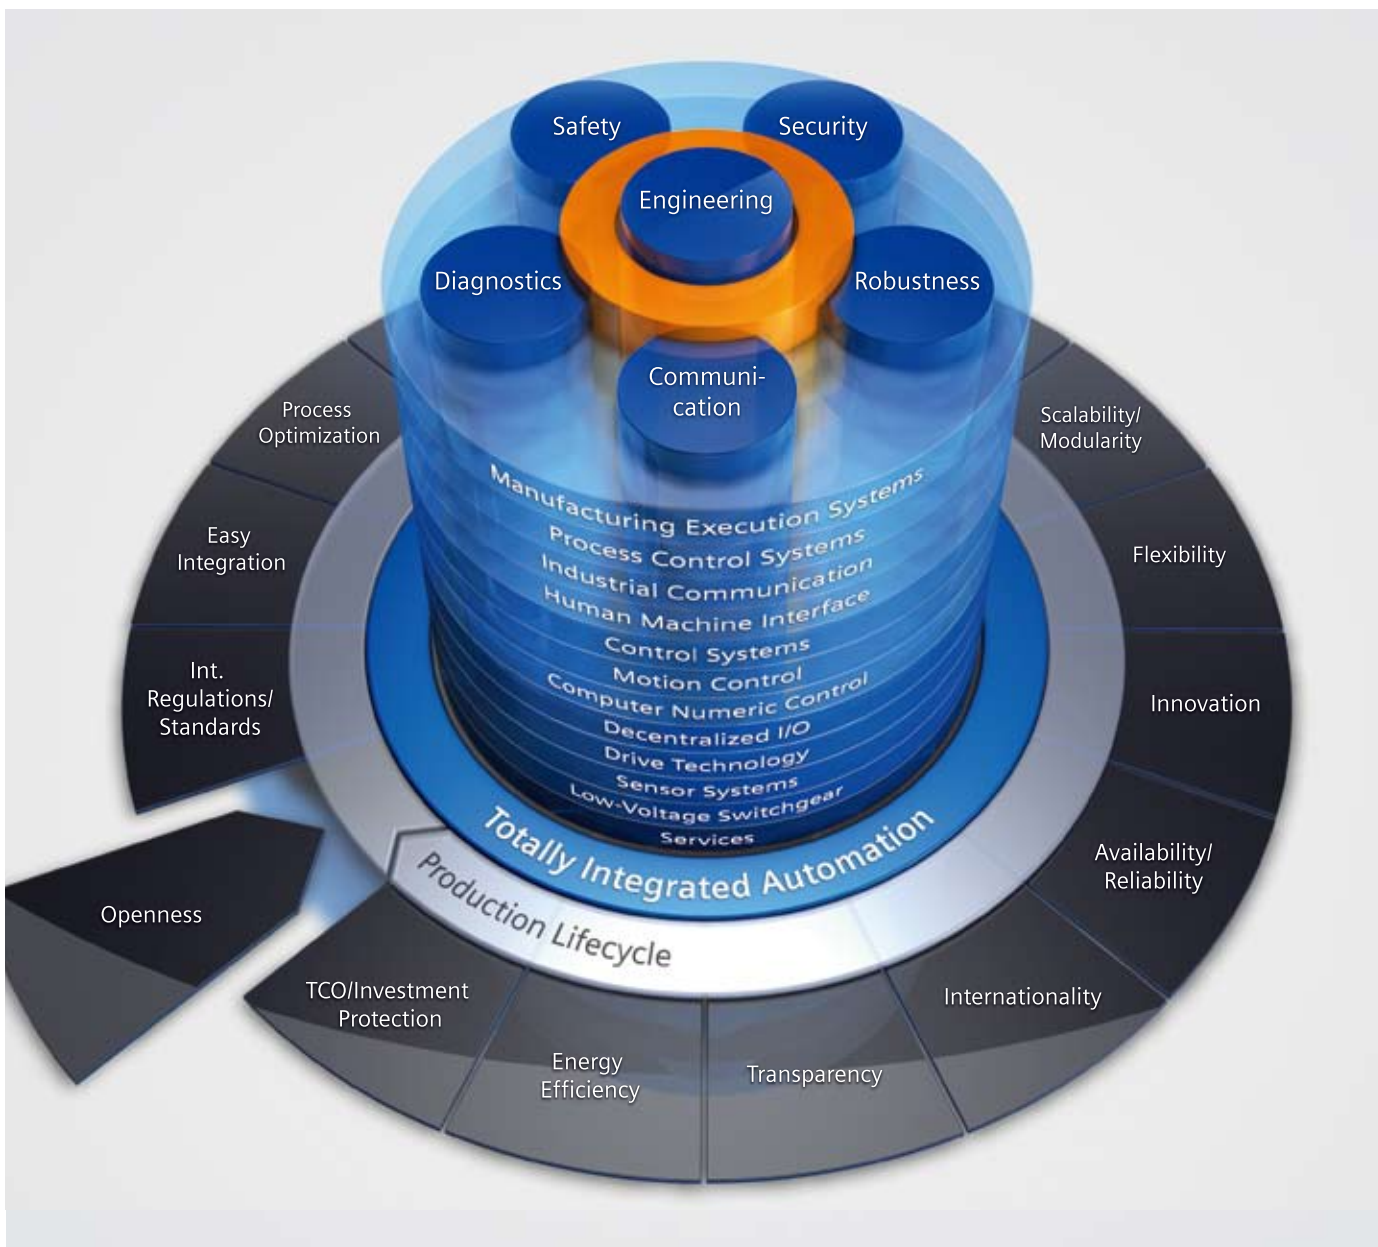 Safety
Security
Engineering
Diagnostics
Robustness
Communi-
cation
Process
Optimization
Scalability/
Modularity
Manufacturing Execution Systems
Process Control Systems
Industrial Communication
Human Machine Interface
Control Systems
Motion Control
Computer Numeric Control
Decentralized I/O
Drive Technology
Sensor Systems
Low-Voltage Switchgear
Services
Easy
Integration
Flexibility
Int.
Regulations/
Standards
Innovation
Totally Integrated Automation
Production Lifecycle
Availability/
Reliability
Openness
TCO/Investment
Protection
Internationality
Energy
Efficiency
Transparency